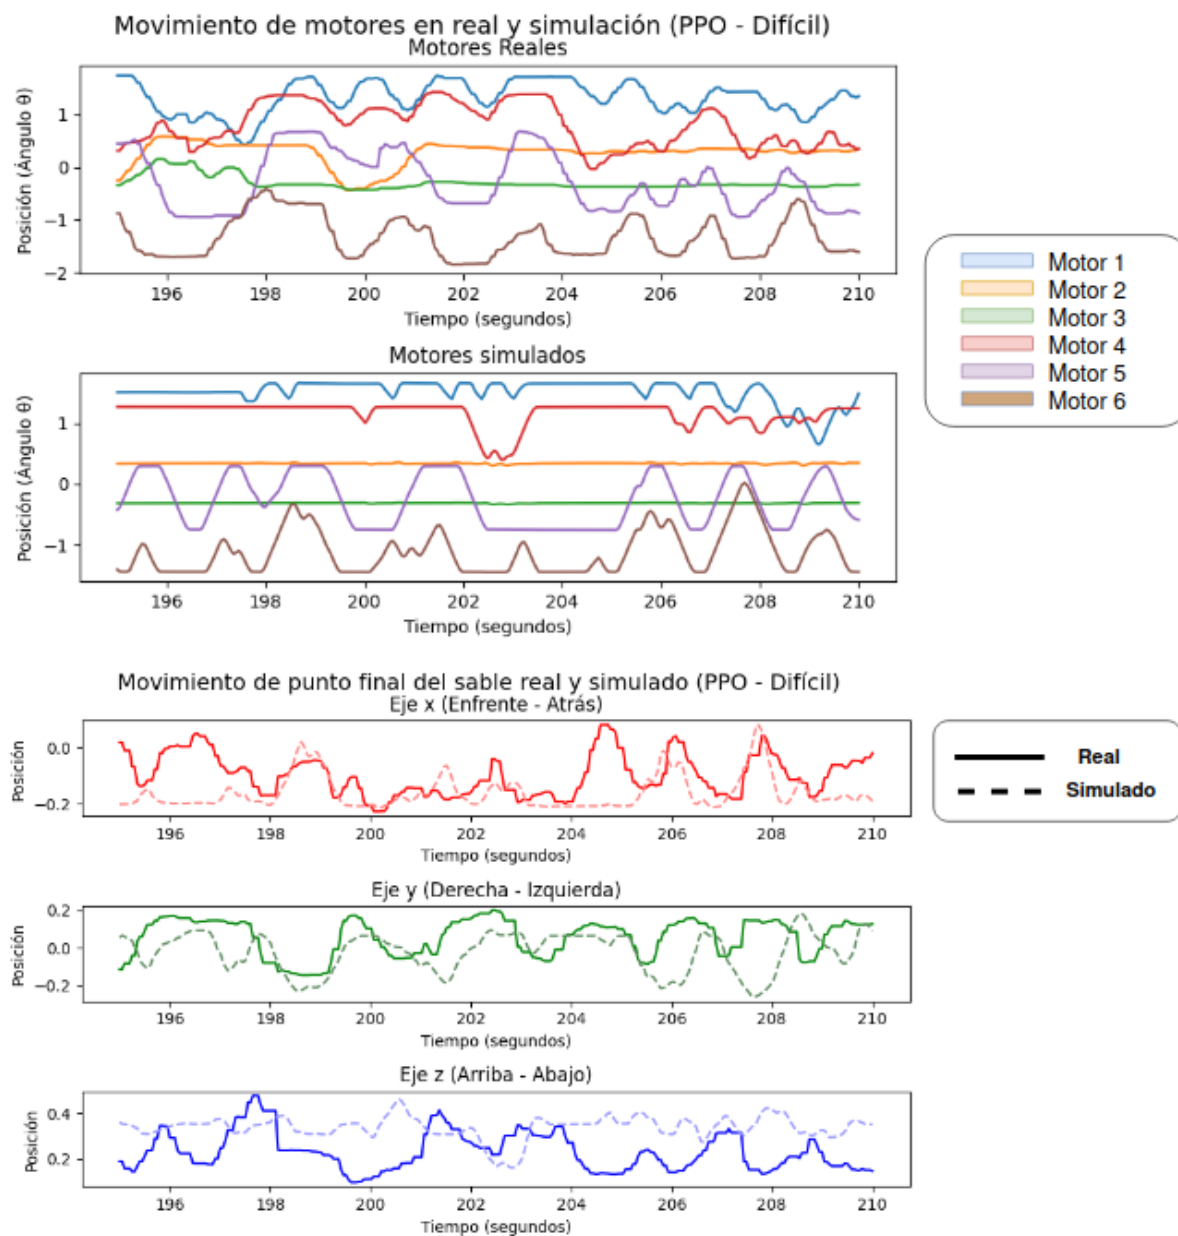 Movimiento de motores en real y simulación (PPO - Difícil)
Motores Reales
Posición (Ángulo θ)
1
0
−1
−2
196 198 200 202 204 206 208 210
Tiempo (segundos)
Motor 1
Motor 2
Motor 3
Motor 4
Motor 5
Motor 6
Motores simulados
Posición (Ángulo θ)
1
0
−1
196 198 200 202 204 206 208 210
Tiempo (segundos)
Movimiento de punto final del sable real y simulado (PPO - Difícil)
Eje x (Enfrente - Atrás)
Posición
0.0
−0.2
196 198 200 202 204 206 208 210
Tiempo (segundos)
Real
Simulado
Eje y (Derecha - Izquierda)
Posición
0.2
0.0
−0.2
196 198 200 202 204 206 208 210
Tiempo (segundos)
Eje z (Arriba - Abajo)
Posición
0.4
0.2
196 198 200 202 204 206 208 210
Tiempo (segundos)